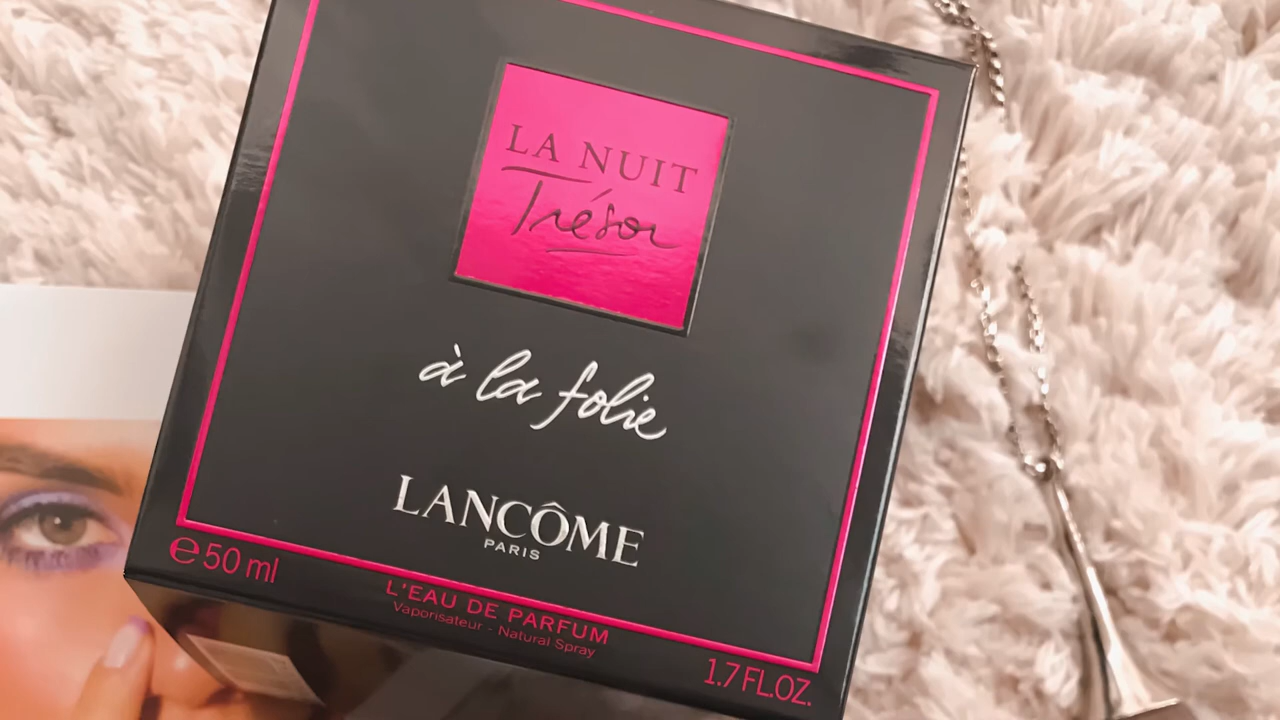 LA NUIT
Trésor
à la folie
LANCÔME
PARIS
℮50 ml
L'EAU DE PARFUM
Vaporisateur - Natural Spray
1.7 FL.OZ.